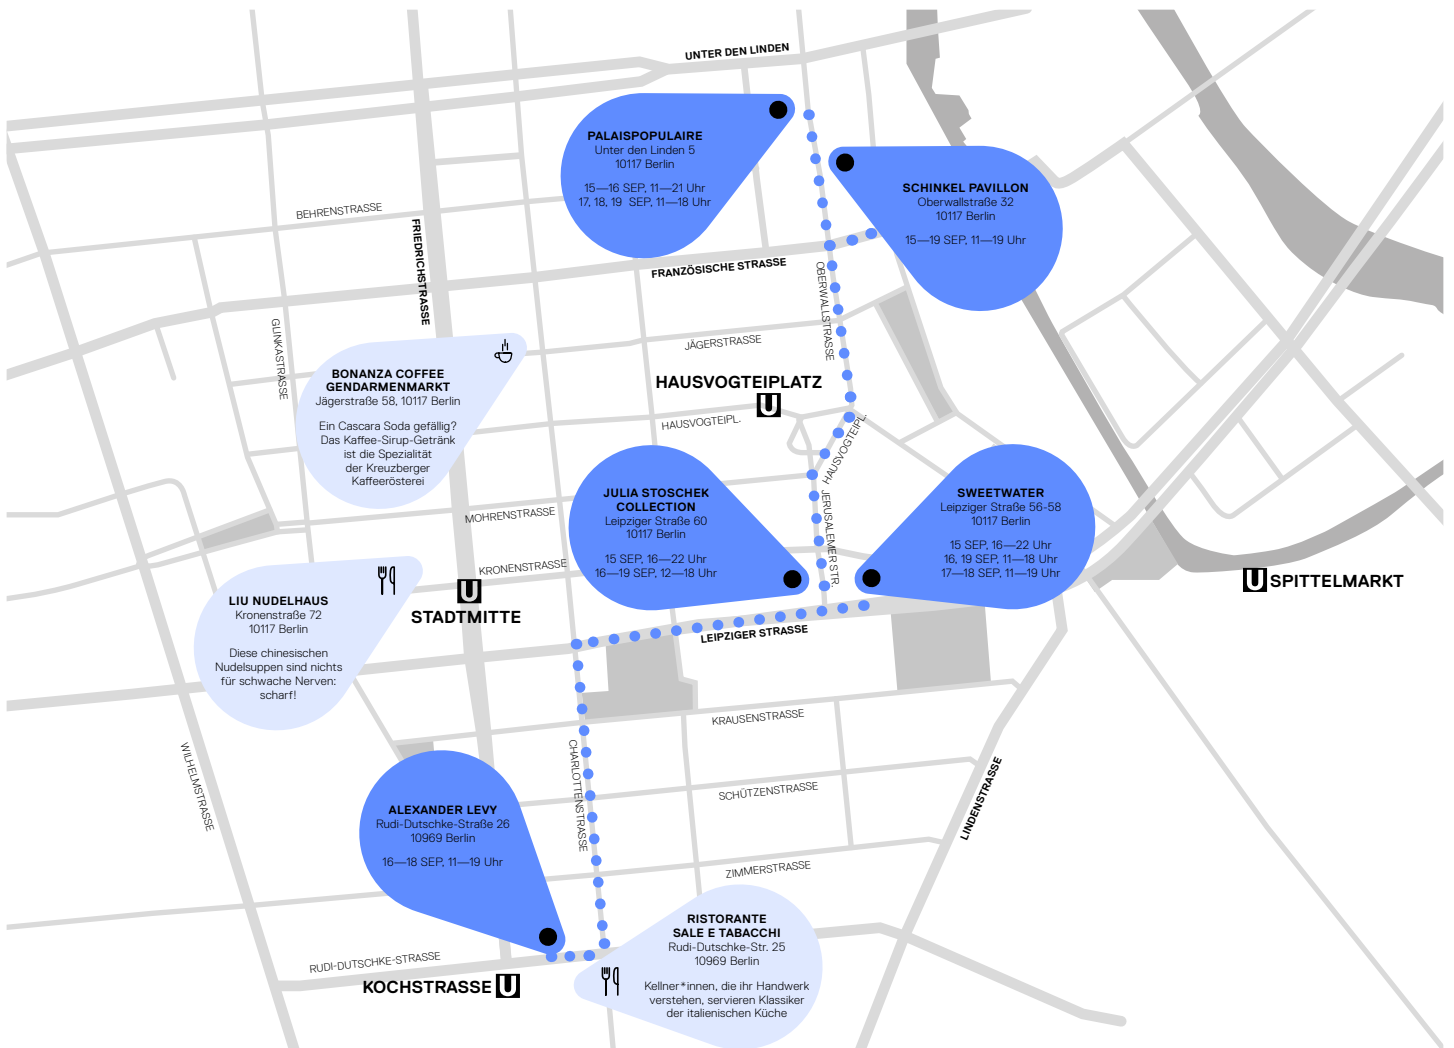 UNTER DEN LINDEN
PALAISPOPULAIRE
Unter den Linden 5
10117 Berlin
15—16 SEP, 11—21 Uhr
17, 18, 19 SEP, 11—18 Uhr
SCHINKEL PAVILLON
Oberwallstraße 32
10117 Berlin
15—19 SEP, 11—19 Uhr
BEHRENSTRASSE
FRIEDRICHSTRASSE
FRANZÖSISCHE STRASSE
OBERWALLSTRASSE
GLINKASTRASSE
JÄGERSTRASSE
BONANZA COFFEE
GENDARMENMARKT
Jägerstraße 58, 10117 Berlin
Ein Cascara Soda gefällig?
Das Kaffee-Sirup-Getränk
ist die Spezialität
der Kreuzberger
Kaffeerösterei
HAUSVOGTEIPLATZ
U
HAUSVOGTEIPL.
HAUSVOGTEIPL.
JULIA STOSCHEK
COLLECTION
Leipziger Straße 60
10117 Berlin
15 SEP, 16—22 Uhr
16—19 SEP, 12—18 Uhr
JERUSALEMER STR.
SWEETWATER
Leipziger Straße 56-58
10117 Berlin
15 SEP, 16—22 Uhr
16, 19 SEP, 11—18 Uhr
17—18 SEP, 11—19 Uhr
MOHRENSTRASSE
KRONENSTRASSE
U
STADTMITTE
U SPITTELMARKT
LIU NUDELHAUS
Kronenstraße 72
10117 Berlin
Diese chinesischen
Nudelsuppen sind nichts
für schwache Nerven:
scharf!
LEIPZIGER STRASSE
KRAUSENSTRASSE
WILHELMSTRASSE
CHARLOTTENSTRASSE
SCHÜTZENSTRASSE
LINDENSTRASSE
ALEXANDER LEVY
Rudi-Dutschke-Straße 26
10969 Berlin
16—18 SEP, 11—19 Uhr
ZIMMERSTRASSE
RISTORANTE
SALE E TABACCHI
Rudi-Dutschke-Str. 25
10969 Berlin
Kellner*innen, die ihr Handwerk
verstehen, servieren Klassiker
der italienischen Küche
RUDI-DUTSCHKE-STRASSE
KOCHSTRASSE U